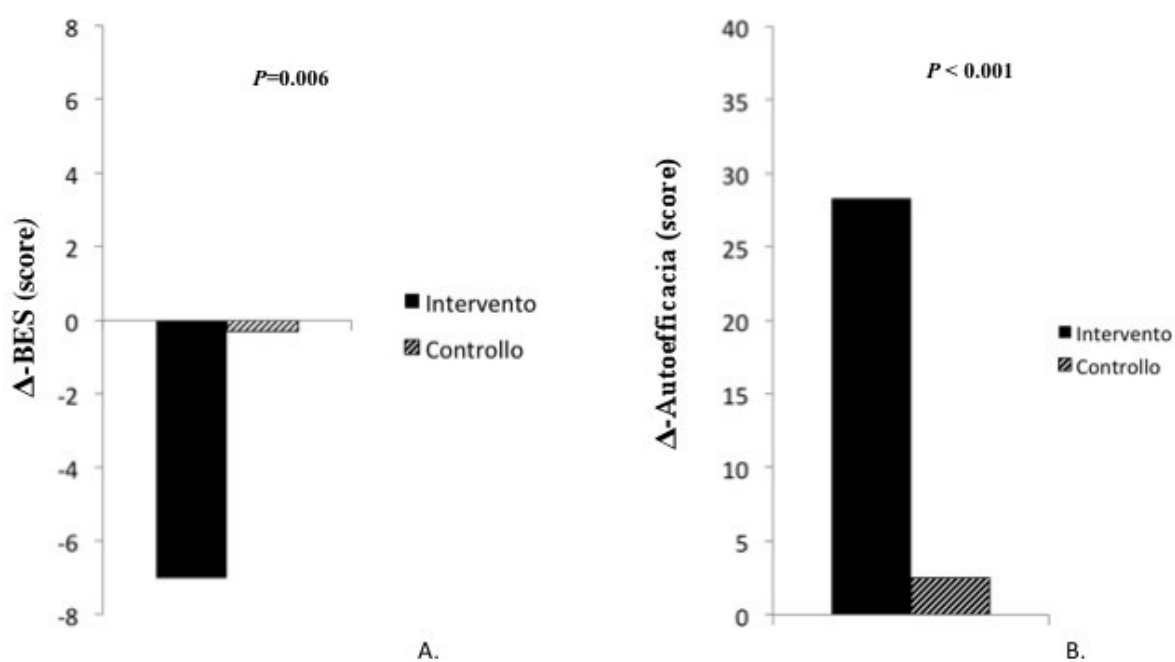 8
6
4
2
0
-2
-4
-6
-8
Δ-BES (score)
P=0.006
Intervento
Controllo
A.
40
35
30
25
20
15
10
5
0
Δ-Autoefficacia (score)
P < 0.001
Intervento
Controllo
B.